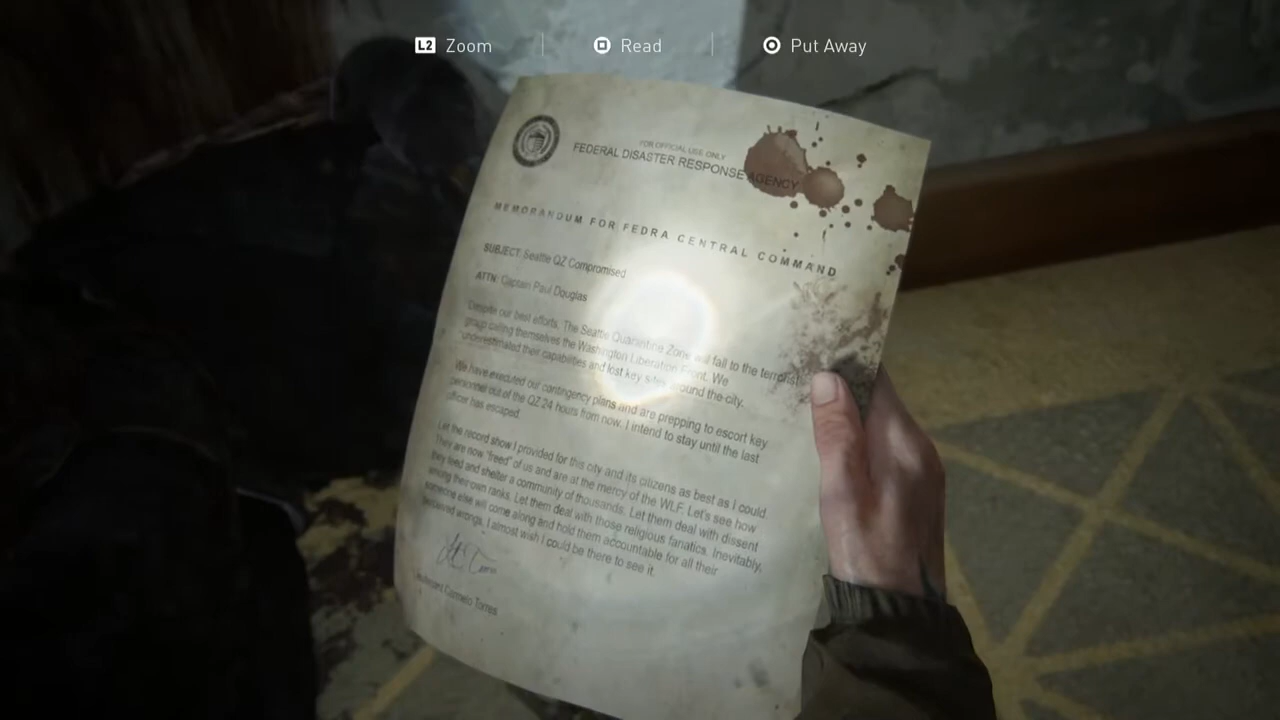 L2 Zoom
Read
Put Away
FOR OFFICIAL USE ONLY
FEDERAL DISASTER RESPONSE AGENCY
MEMORANDUM FOR FEDRA CENTRAL COMMAND
SUBJECT: Seattle QZ Compromised
ATTN: Captain Paul Douglas
Despite our best efforts, The Seattle Quarantine Zone will fall to the terrorist
group calling themselves the Washington Liberation Front. We
underestimated their capabilities and lost key sites around the city.
We have executed our contingency plans and are prepping to escort key
personnel out of the QZ 24 hours from now. I intend to stay until the last
officer has escaped.
Let the record show I provided for this city and its citizens as best as I could.
They are now "freed" of us and are at the mercy of the WLF. Let's see how
they feed and shelter a community of thousands. Let them deal with dissent
among their own ranks. Let them deal with those religious fanatics. Inevitably,
someone else will come along and hold them accountable for all their
perceived wrongs. I almost wish I could be there to see it.
Lieutenant Carmelo Torres